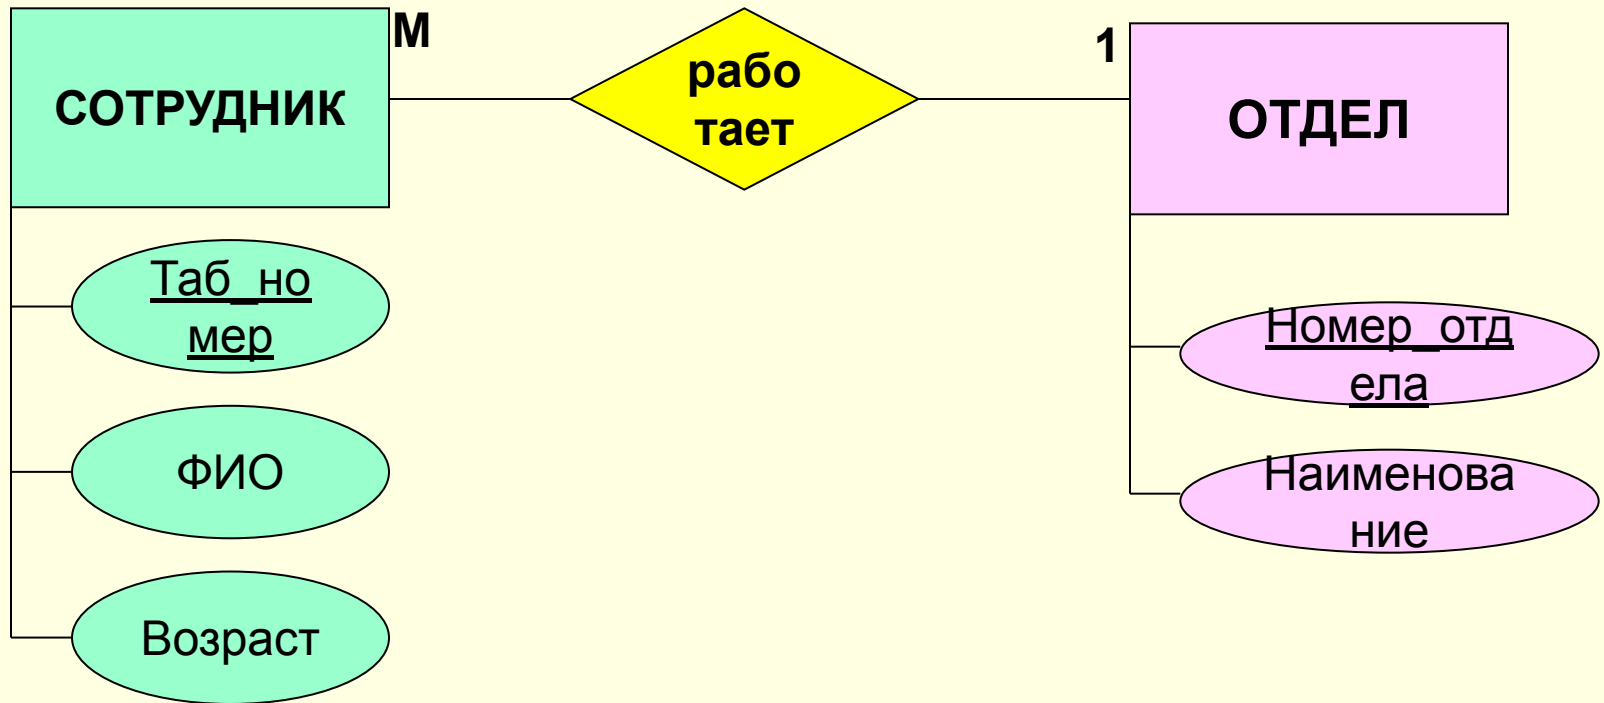 М
СОТРУДНИК
рабо
тает
1
ОТДЕЛ
Таб_но
мер
ФИО
Возраст
Номер_отд
ела
Наименова
ние